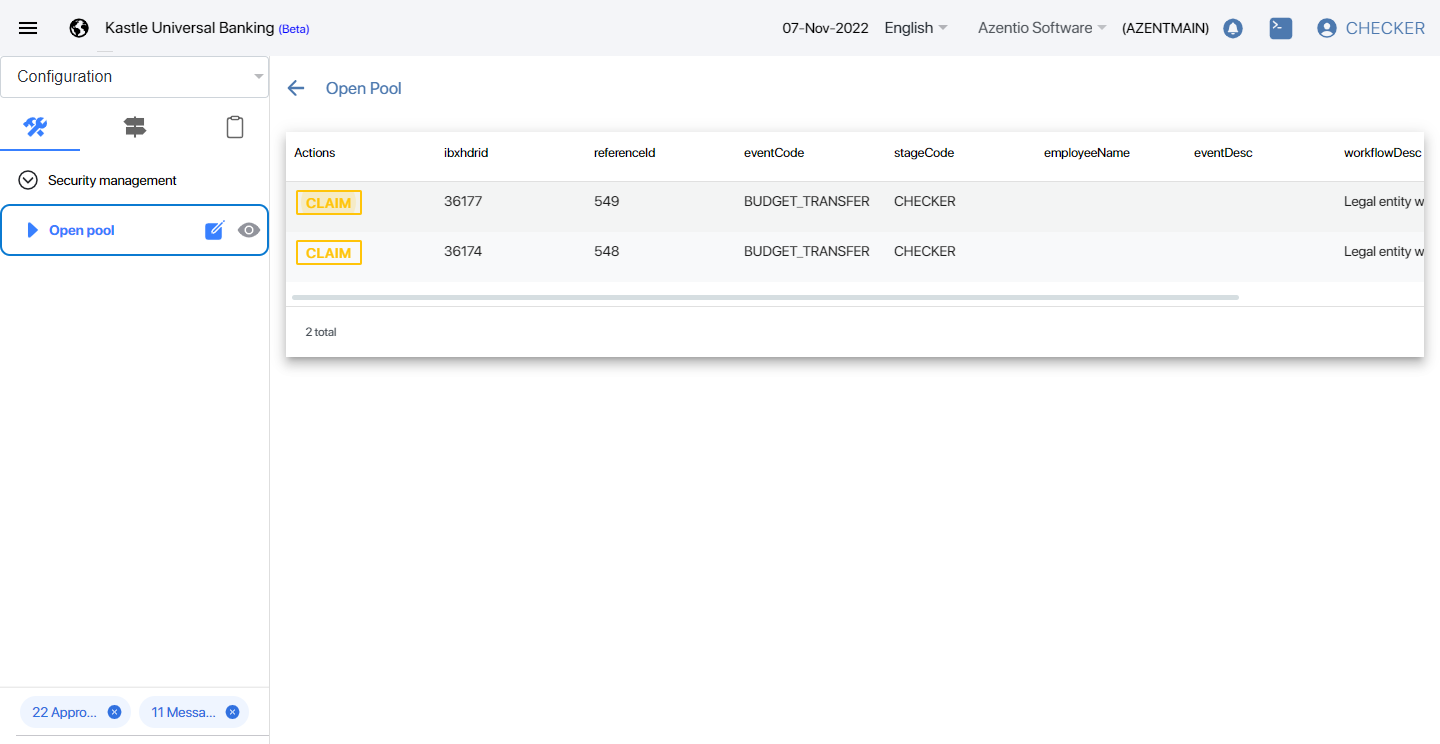 Kastle Universal Banking (Beta)
07-Nov-2022 English Azentio Software (AZENTMAIN) CHECKER
Configuration
Security management
Open pool
22 Appro...
11 Messa...
Open Pool
Actions ibxhdrid referenceId eventCode stageCode employeeName eventDesc workflowDesc
CLAIM 36177 549 BUDGET_TRANSFER CHECKER Legal entity w
CLAIM 36174 548 BUDGET_TRANSFER CHECKER Legal entity w
2 total